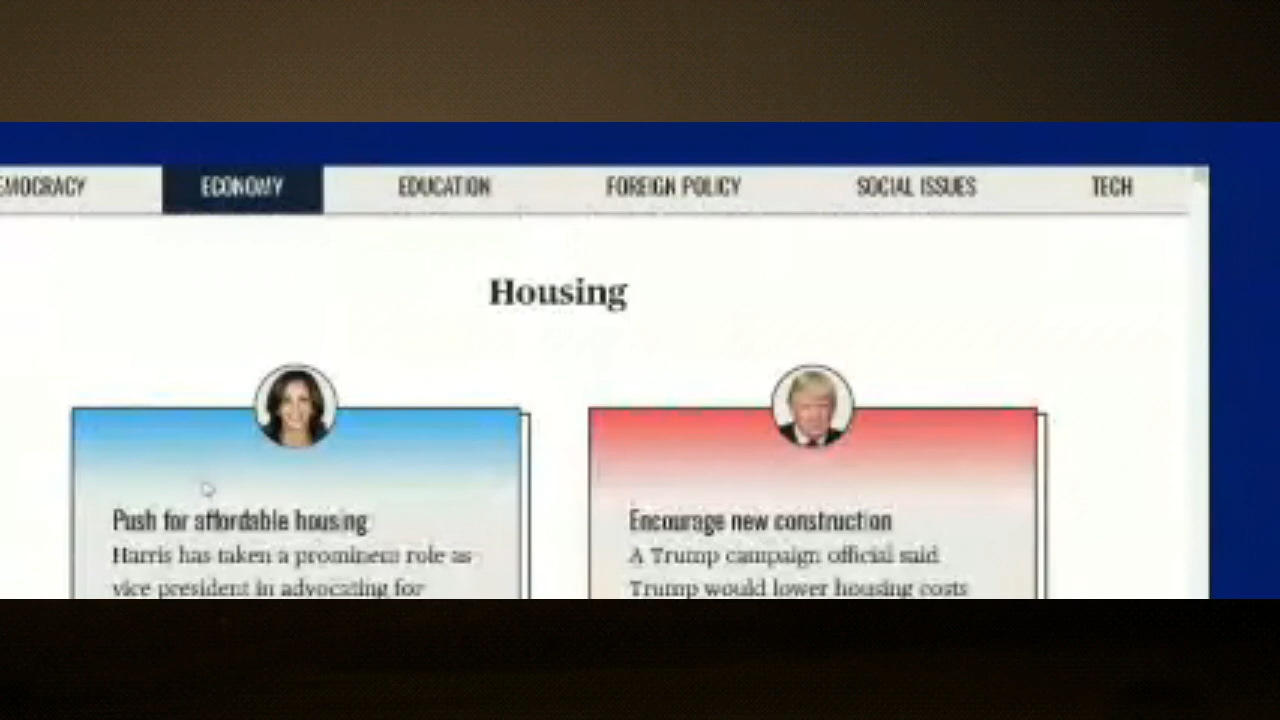 ECONOMY EDUCATION FOREIGN POLICY SOCIAL ISSUES TECH
Housing
Push for affordable housing
Harris has taken a prominent role as
vice president in advocating for
Encourage new construction
A Trump campaign official said
Trump would lower housing costs